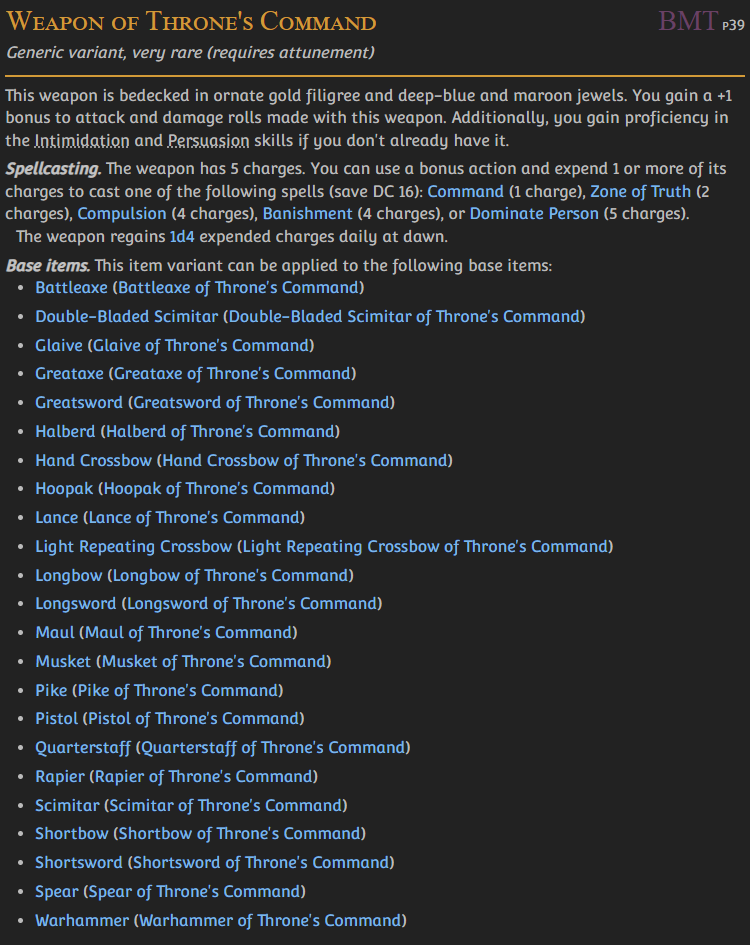 Weapon of Throne's Command BMT p39
Generic variant, very rare (requires attunement)
This weapon is bedecked in ornate gold filigree and deep-blue and maroon jewels. You gain a +1
bonus to attack and damage rolls made with this weapon. Additionally, you gain proficiency in
the Intimidation and Persuasion skills if you don't already have it.
Spellcasting. The weapon has 5 charges. You can use a bonus action and expend 1 or more of its
charges to cast one of the following spells (save DC 16): Command (1 charge), Zone of Truth (2
charges), Compulsion (4 charges), Banishment (4 charges), or Dominate Person (5 charges).
The weapon regains 1d4 expended charges daily at dawn.
Base items. This item variant can be applied to the following base items:
• Battleaxe (Battleaxe of Throne's Command)
• Double-Bladed Scimitar (Double-Bladed Scimitar of Throne's Command)
• Glaive (Glaive of Throne's Command)
• Greataxe (Greataxe of Throne's Command)
• Greatsword (Greatsword of Throne's Command)
• Halberd (Halberd of Throne's Command)
• Hand Crossbow (Hand Crossbow of Throne's Command)
• Hoopak (Hoopak of Throne's Command)
• Lance (Lance of Throne's Command)
• Light Repeating Crossbow (Light Repeating Crossbow of Throne's Command)
• Longbow (Longbow of Throne's Command)
• Longsword (Longsword of Throne's Command)
• Maul (Maul of Throne's Command)
• Musket (Musket of Throne's Command)
• Pike (Pike of Throne's Command)
• Pistol (Pistol of Throne's Command)
• Quarterstaff (Quarterstaff of Throne's Command)
• Rapier (Rapier of Throne's Command)
• Scimitar (Scimitar of Throne's Command)
• Shortbow (Shortbow of Throne's Command)
• Shortsword (Shortsword of Throne's Command)
• Spear (Spear of Throne's Command)
• Warhammer (Warhammer of Throne's Command)